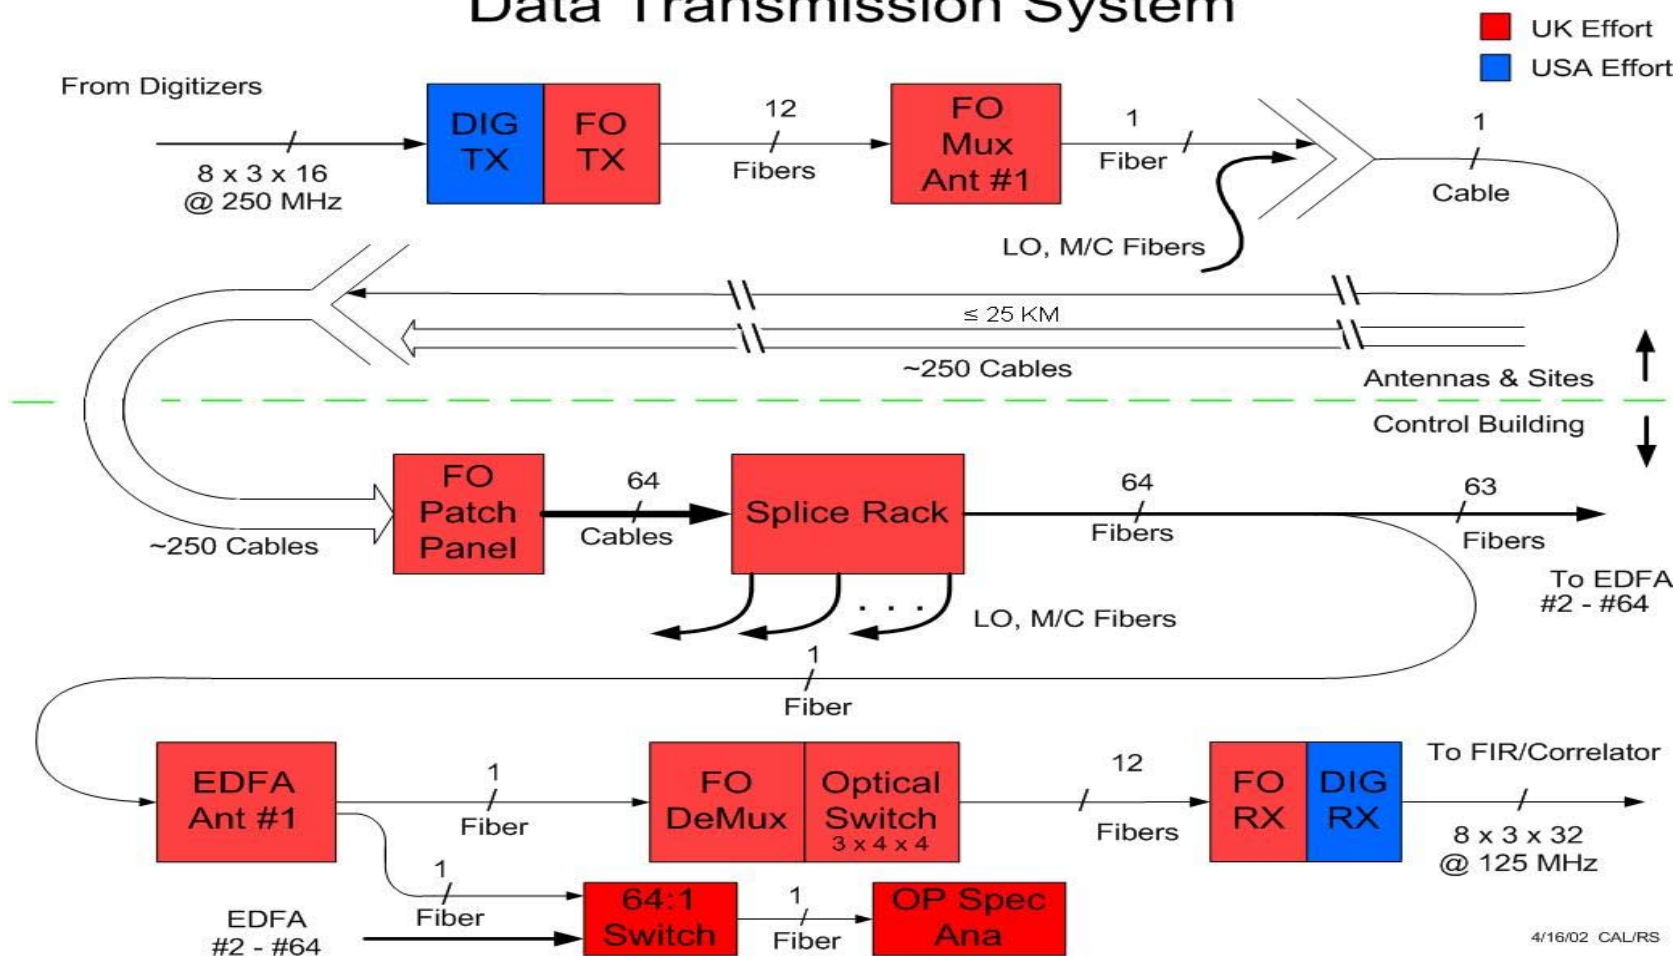 Data Transmission System
UK Effort
USA Effort
From Digitizers
8 x 3 x 16
@ 250 MHz
DIG
TX
FO
TX
12
Fibers
FO
Mux
Ant #1
1
Fiber
LO, M/C Fibers
1
Cable
≤ 25 KM
~250 Cables
Antennas & Sites
Control Building
~250 Cables
FO
Patch
Panel
64
Cables
Splice Rack
64
Fibers
63
Fibers
To EDFA
#2 - #64
. . .
LO, M/C Fibers
1
Fiber
EDFA
Ant #1
1
Fiber
FO
DeMux
Optical
Switch
3 x 4 x 4
12
Fibers
FO
RX
DIG
RX
To FIR/Correlator
8 x 3 x 32
@ 125 MHz
1
Fiber
EDFA
#2 - #64
64:1
Switch
1
Fiber
OP Spec
Ana
4/16/02 CAL/RS